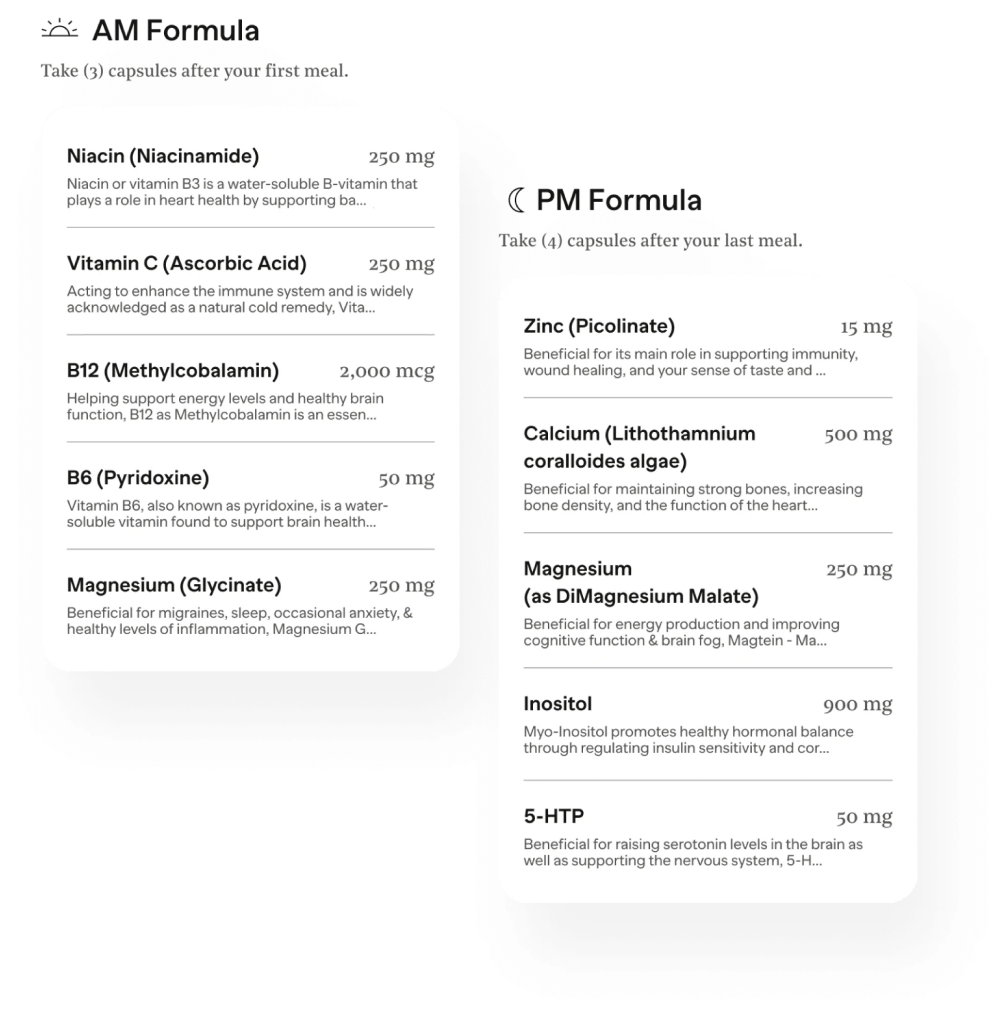 AM Formula
Take (3) capsules after your first meal.
Niacin (Niacinamide) 250 mg
Niacin or vitamin B3 is a water-soluble B-vitamin that
plays a role in heart health by supporting ba...
Vitamin C (Ascorbic Acid) 250 mg
Acting to enhance the immune system and is widely
acknowledged as a natural cold remedy, Vita...
B12 (Methylcobalamin) 2,000 mcg
Helping support energy levels and healthy brain
function, B12 as Methylcobalamin is an essen...
B6 (Pyridoxine) 50 mg
Vitamin B6, also known as pyridoxine, is a water-
soluble vitamin found to support brain health...
Magnesium (Glycinate) 250 mg
Beneficial for migraines, sleep, occasional anxiety, &
healthy levels of inflammation, Magnesium G...
PM Formula
Take (4) capsules after your last meal.
Zinc (Picolinate) 15 mg
Beneficial for its main role in supporting immunity,
wound healing, and your sense of taste and ...
Calcium (Lithothamnium 500 mg
coralloides algae)
Beneficial for maintaining strong bones, increasing
bone density, and the function of the heart...
Magnesium 250 mg
(as DiMagnesium Malate)
Beneficial for energy production and improving
cognitive function & brain fog, Magtein - Ma...
Inositol 900 mg
Myo-Inositol promotes healthy hormonal balance
through regulating insulin sensitivity and cor...
5-HTP 50 mg
Beneficial for raising serotonin levels in the brain as
well as supporting the nervous system, 5-H...